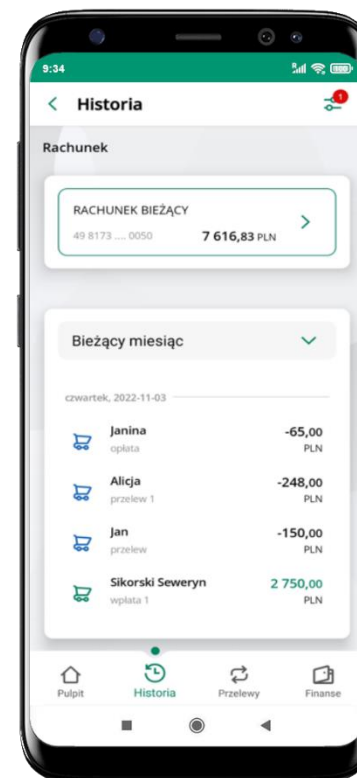 9:34
Historia
1
Rachunek
RACHUNEK BIEŻĄCY
49 8173 .... 0050 7 616,83 PLN
Bieżący miesiąc
czwartek, 2022-11-03
Janina -65,00
opłata PLN
Alicja -248,00
przelew 1 PLN
Jan -150,00
przelew PLN
Sikorski Seweryn 2 750,00
wpłata 1 PLN
Pulpit Historia Przelewy Finanse